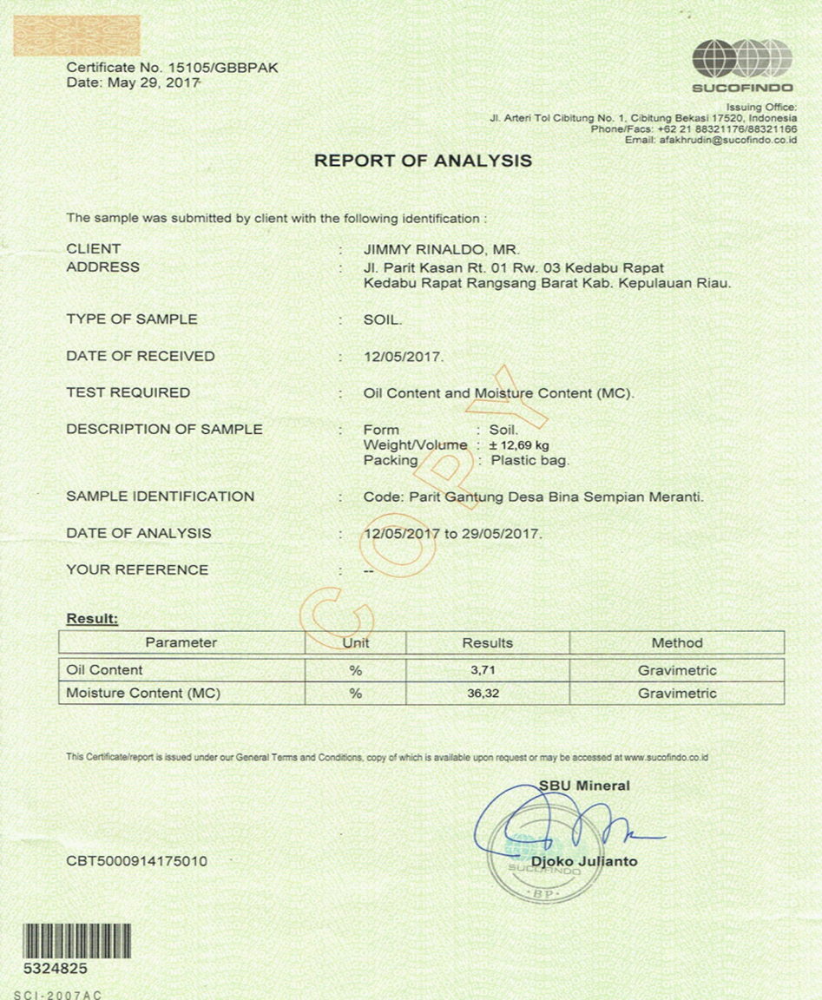 Certificate No. 15105/GBBPAK
Date: May 29, 2017
SUCOFINDO
Issuing Office:
Jl. Arteri Tol Cibitung No. 1, Cibitung Bekasi 17520, Indonesia
Phone/Facs: +62 21 88321176/88321166
Email: afakhrudin@sucofindo.co.id
REPORT OF ANALYSIS
The sample was submitted by client with the following identification :
CLIENT : JIMMY RINALDO, MR.
ADDRESS : Jl. Parit Kasan Rt. 01 Rw. 03 Kedabu Rapat
Kedabu Rapat Rangsang Barat Kab. Kepulauan Riau.
TYPE OF SAMPLE : SOIL.
DATE OF RECEIVED : 12/05/2017.
TEST REQUIRED : Oil Content and Moisture Content (MC).
DESCRIPTION OF SAMPLE : Form : Soil.
Weight/Volume : ± 12,69 kg
Packing : Plastic bag.
SAMPLE IDENTIFICATION : Code: Parit Gantung Desa Bina Sempian Meranti.
DATE OF ANALYSIS : 12/05/2017 to 29/05/2017.
YOUR REFERENCE : --
COPY
Result:
Parameter Unit Results Method
Oil Content % 3,71 Gravimetric
Moisture Content (MC) % 36,32 Gravimetric
This Certificate/report is issued under our General Terms and Conditions, copy of which is available upon request or may be accessed at www.sucofindo.co.id
SBU Mineral
Djoko Julianto
SUCOFINDO
·BP·
CBT5000914175010
5324825
SCI-2007AC